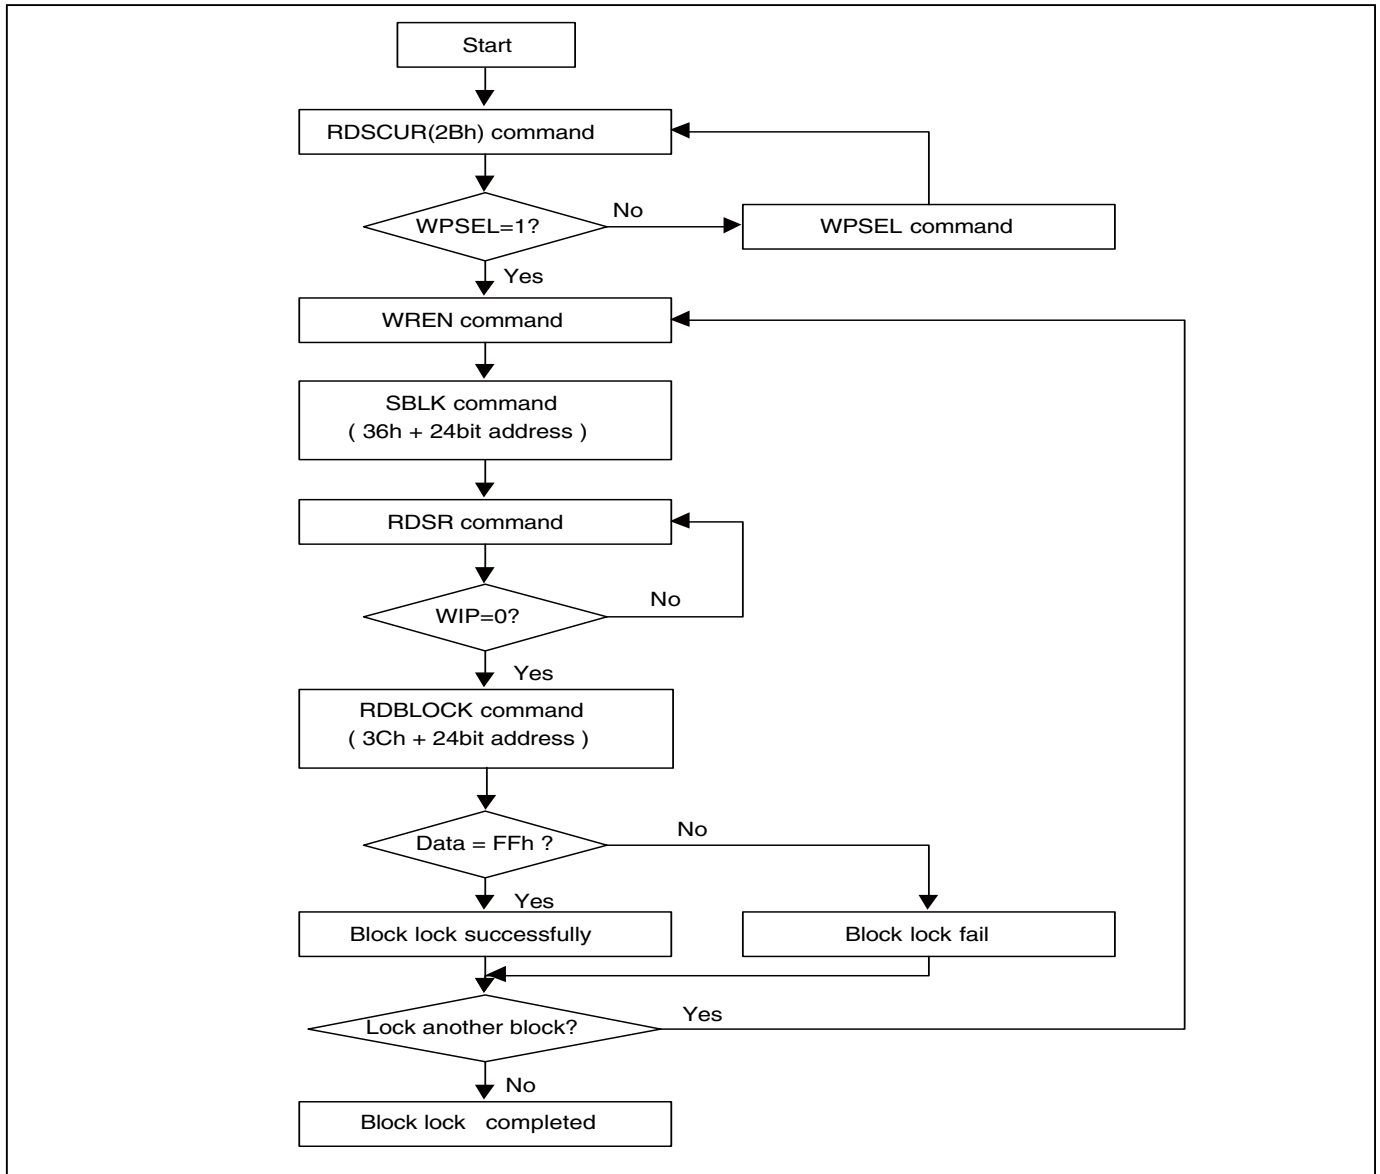 Start
RDSCUR(2Bh) command
WPSEL=1?
No
WPSEL command
Yes
WREN command
SBLK command
( 36h + 24bit address )
RDSR command
WIP=0?
No
Yes
RDBLOCK command
( 3Ch + 24bit address )
Data = FFh ?
No
Yes
Block lock successfully
Block lock fail
Lock another block?
Yes
No
Block lock completed